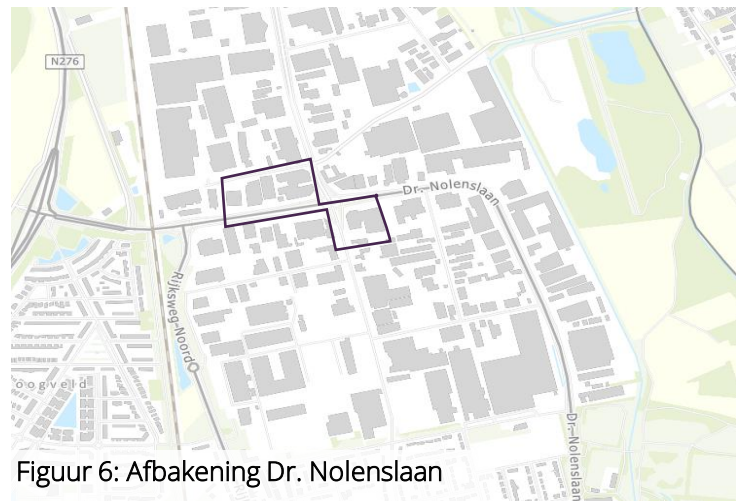 N276
Dr. Nolenslaan
Rijksweg-Noord
oogveld
Dr. Nolenslaan
Figuur 6: Afbakening Dr. Nolenslaan